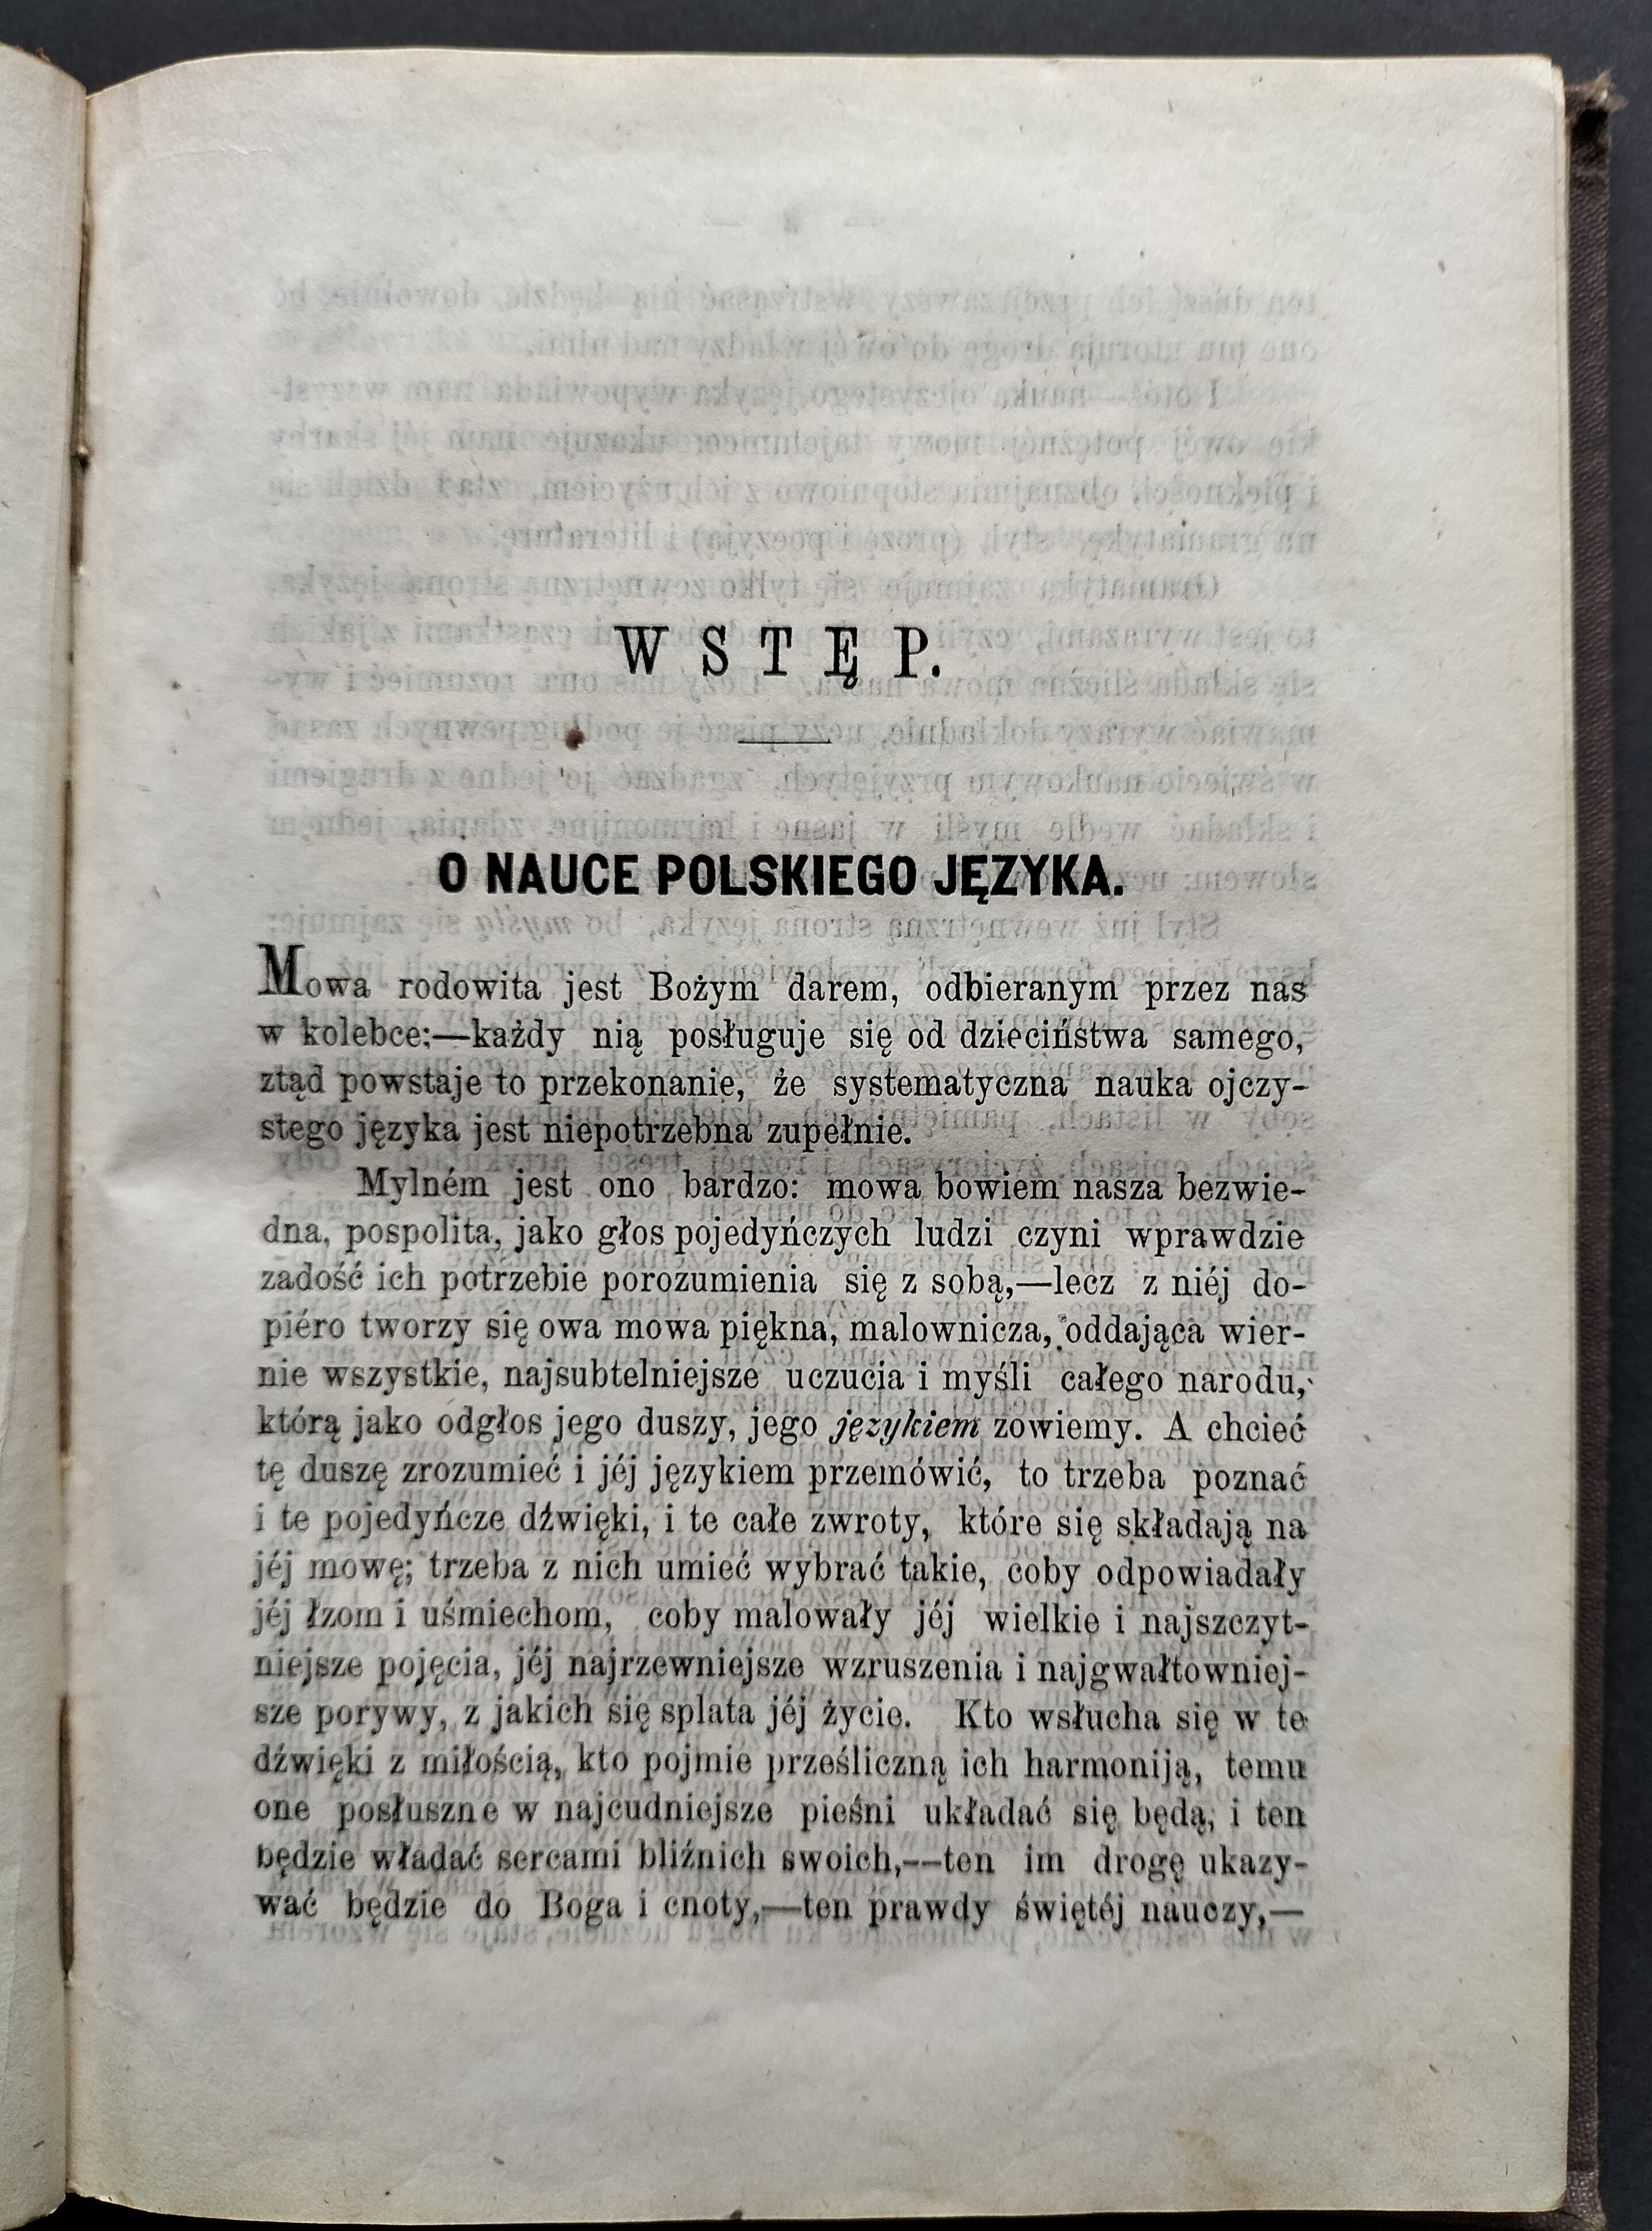 WSTĘP.
O NAUCE POLSKIEGO JĘZYKA.
Mowa rodowita jest Bożym darem, odbieranym przez nas
w kolebce;—każdy nią posługuje się od dzieciństwa samego,
ztąd powstaje to przekonanie, że systematyczna nauka ojczy-
stego języka jest niepotrzebna zupełnie.
Mylném jest ono bardzo: mowa bowiem nasza bezwie-
dna, pospolita, jako głos pojedyńczych ludzi czyni wprawdzie
zadość ich potrzebie porozumienia się z sobą,—lecz z niéj do-
piéro tworzy się owa mowa piękna, malownicza, oddająca wier-
nie wszystkie, najsubtelniejsze uczucia i myśli całego narodu,
którą jako odgłos jego duszy, jego językiem zowiemy. A chcieć
tę duszę zrozumieć i jéj językiem przemówić, to trzeba poznać
i te pojedyńcze dźwięki, i te całe zwroty, które się składają na
jéj mowę; trzeba z nich umieć wybrać takie, coby odpowiadały
jéj łzom i uśmiechom, coby malowały jéj wielkie i najszczyt-
niejsze pojęcia, jéj najrzewniejsze wzruszenia i najgwałtowniej-
sze porywy, z jakich się splata jéj życie. Kto wsłucha się w te
dźwięki z miłością, kto pojmie prześliczną ich harmoniją, temu
one posłuszne w najcudniejsze pieśni układać się będą, i ten
będzie władać sercami bliźnich swoich,—ten im drogę ukazy-
wać będzie do Boga i cnoty,—ten prawdy świętéj nauczy,—